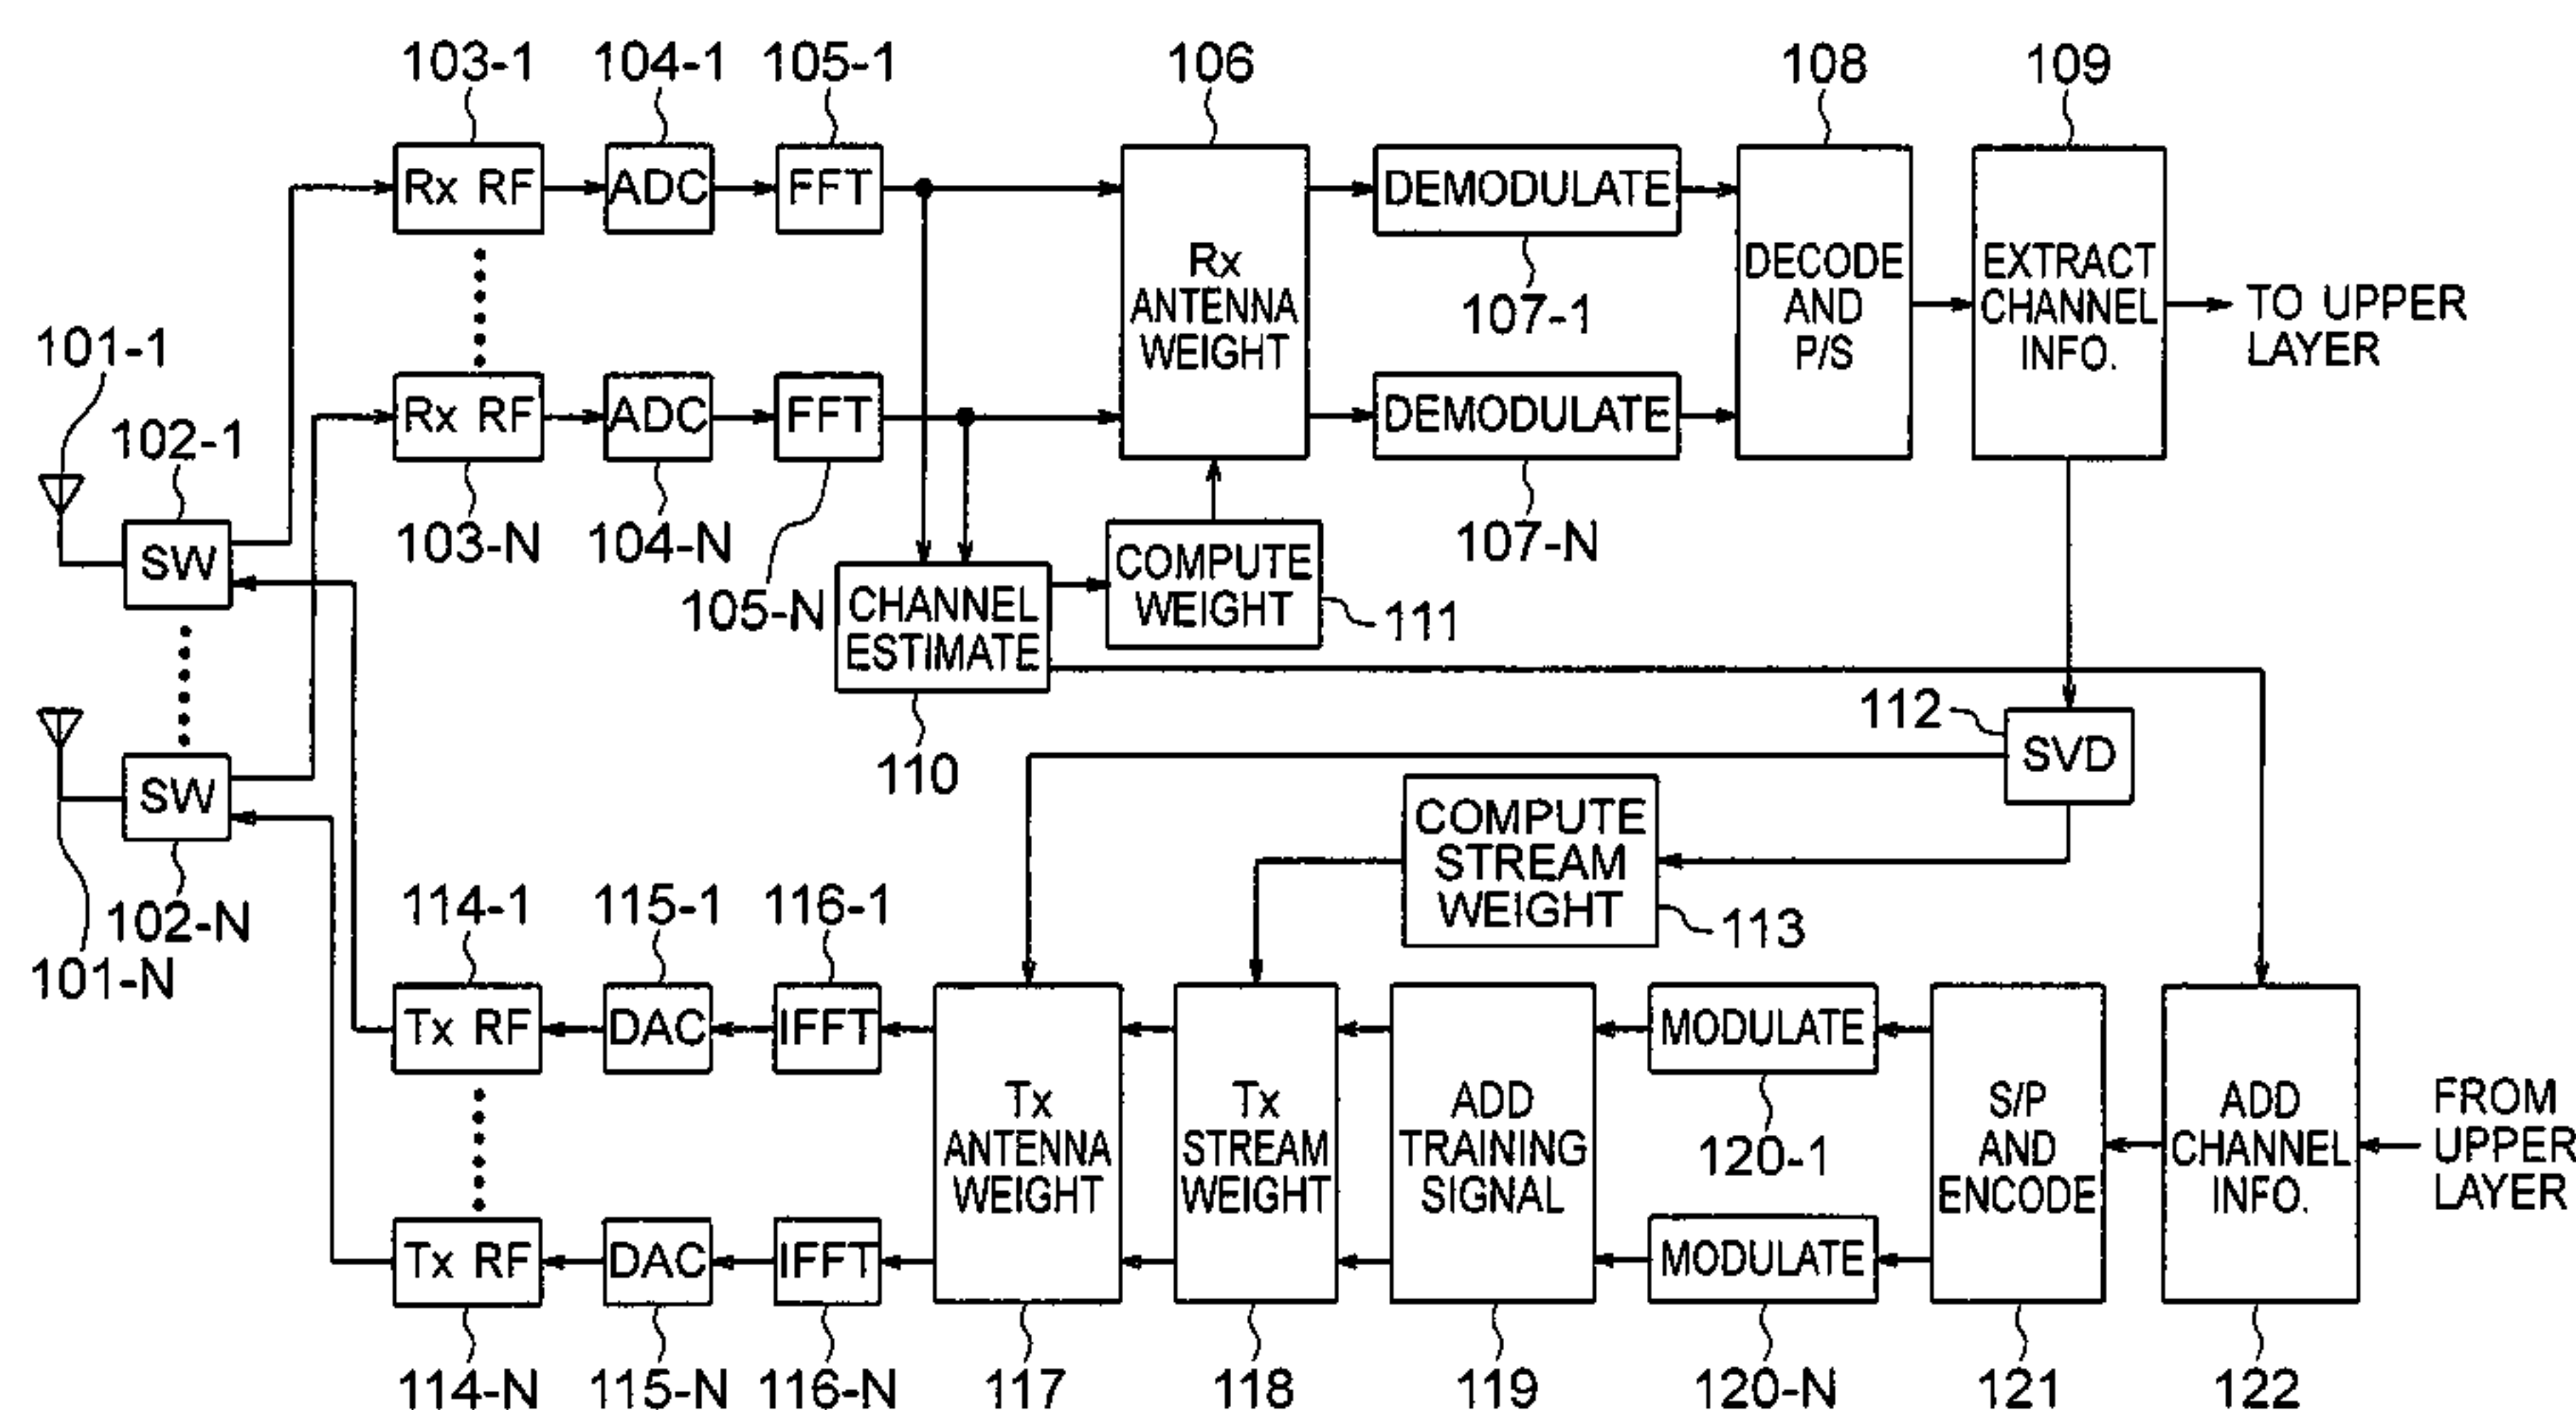 103-1 104-1 105-1 106 108 109
Rx RF ADC FFT DEMODULATE
107-1
Rx
ANTENNA
WEIGHT
DECODE
AND
P/S
EXTRACT
CHANNEL
INFO.
TO UPPER
LAYER
101-1
102-1
Rx RF ADC FFT DEMODULATE
103-N 104-N 105-N 107-N
SW
CHANNEL
ESTIMATE
110
COMPUTE
WEIGHT
111
112
SVD
SW
102-N
101-N
COMPUTE
STREAM
WEIGHT
113
114-1 115-1 116-1
Tx RF DAC IFFT
Tx
ANTENNA
WEIGHT
Tx
STREAM
WEIGHT
ADD
TRAINING
SIGNAL
MODULATE
120-1
S/P
AND
ENCODE
ADD
CHANNEL
INFO.
FROM
UPPER
LAYER
Tx RF DAC IFFT MODULATE
114-N 115-N 116-N 117 118 119 120-N 121 122